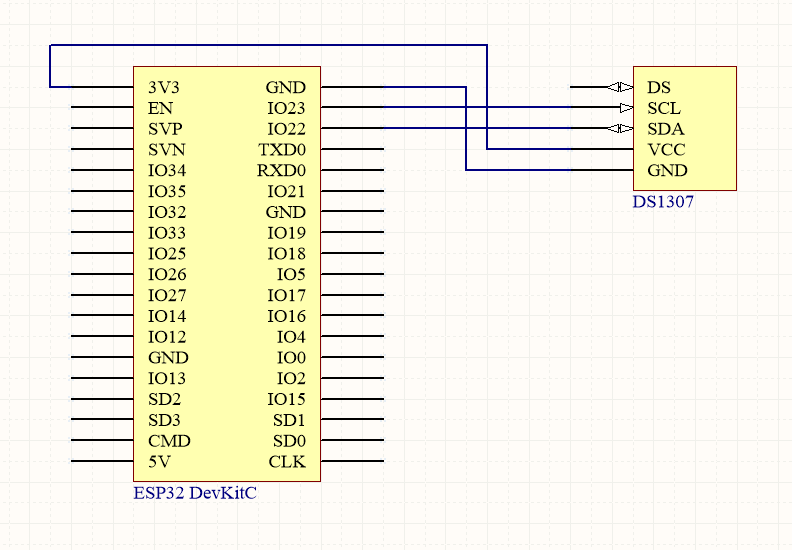 3V3 GND
EN IO23
SVP IO22
SVN TXD0
IO34 RXD0
IO35 IO21
IO32 GND
IO33 IO19
IO25 IO18
IO26 IO5
IO27 IO17
IO14 IO16
IO12 IO4
GND IO0
IO13 IO2
SD2 IO15
SD3 SD1
CMD SD0
5V CLK
ESP32 DevKitC
DS
SCL
SDA
VCC
GND
DS1307